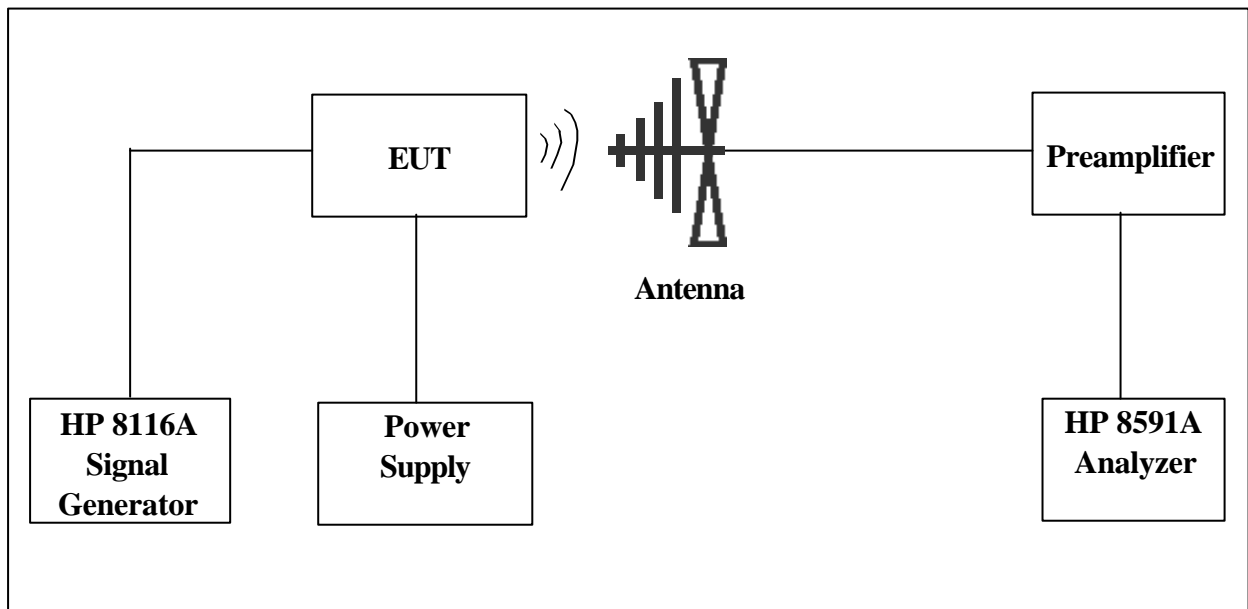 EUT
Preamplifier
Antenna
HP 8116A
Signal
Generator
Power
Supply
HP 8591A
Analyzer